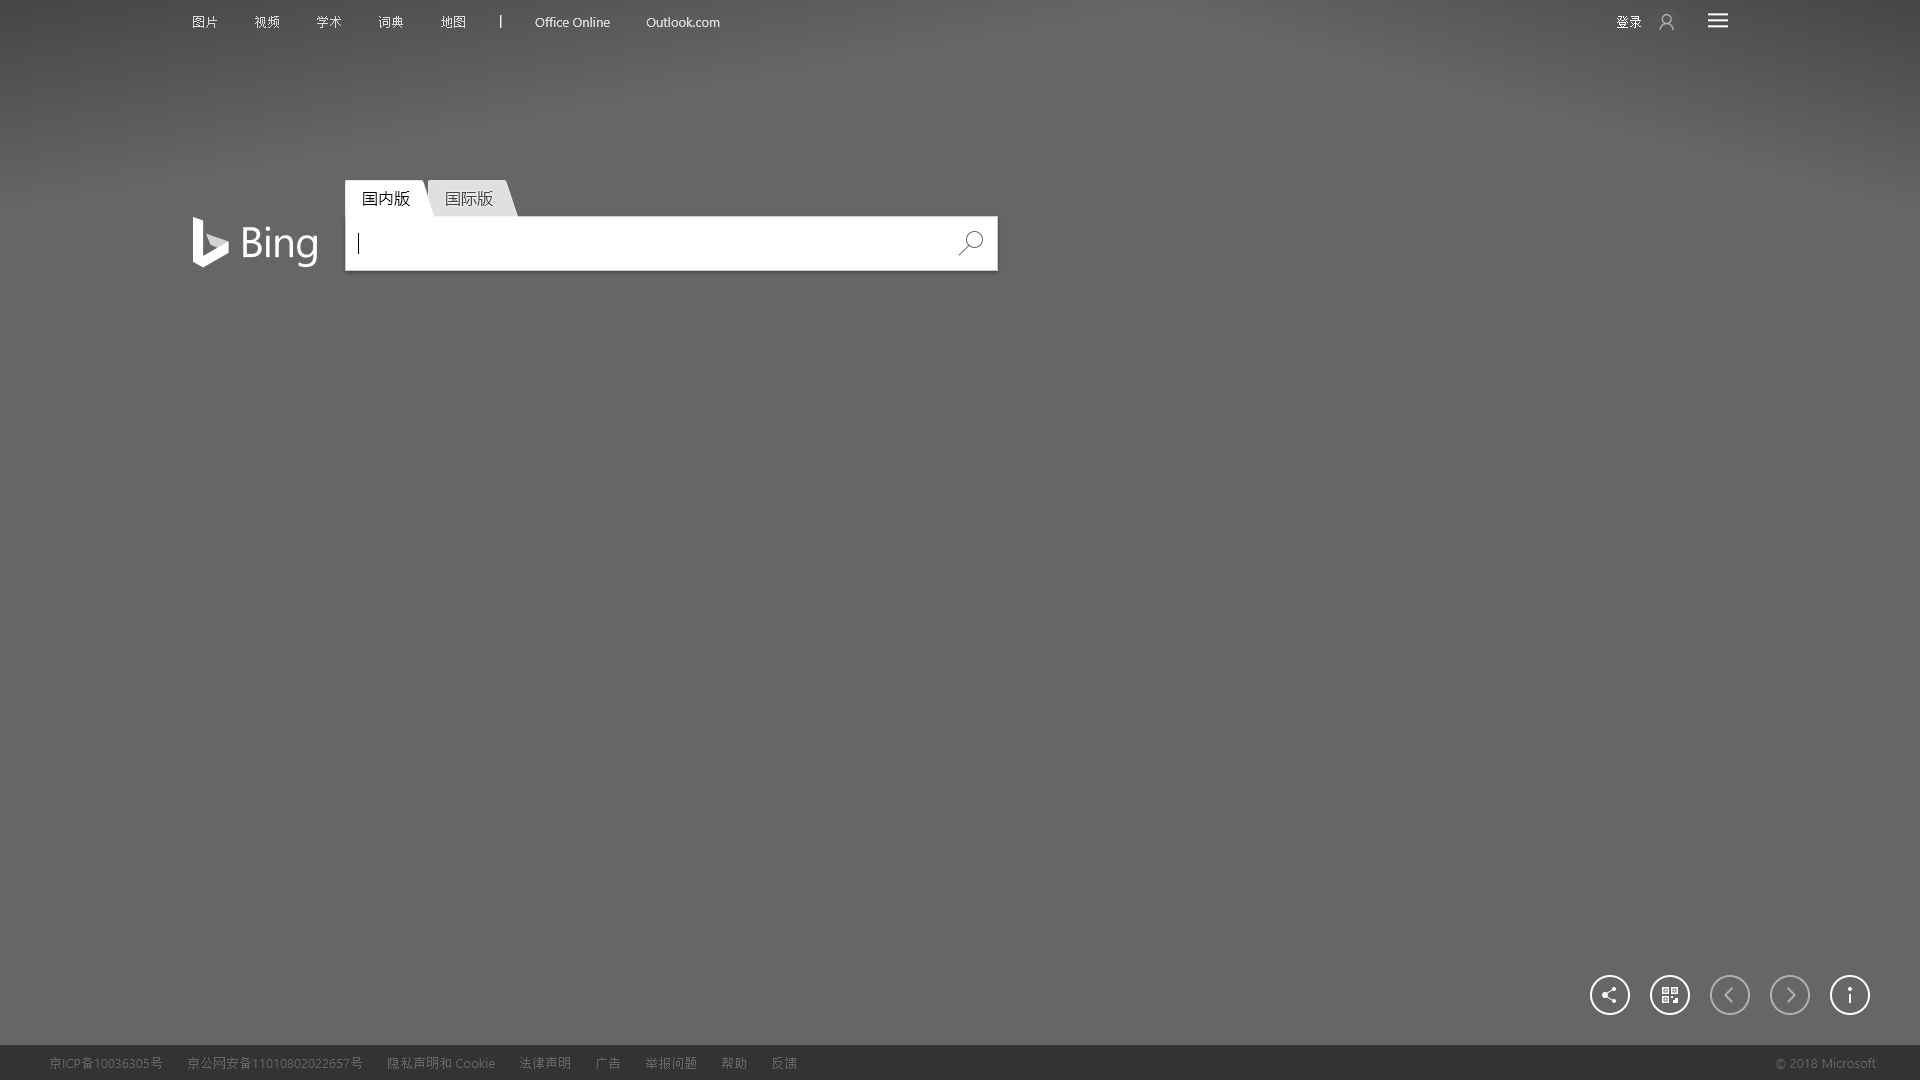 图片 视频 学术 词典 地图 | Office Online Outlook.com 登录
国内版 国际版
Bing
京ICP备10036305号 京公网安备11010802022657号 隐私声明和 Cookie 法律声明 广告 举报问题 帮助 反馈 © 2018 Microsoft